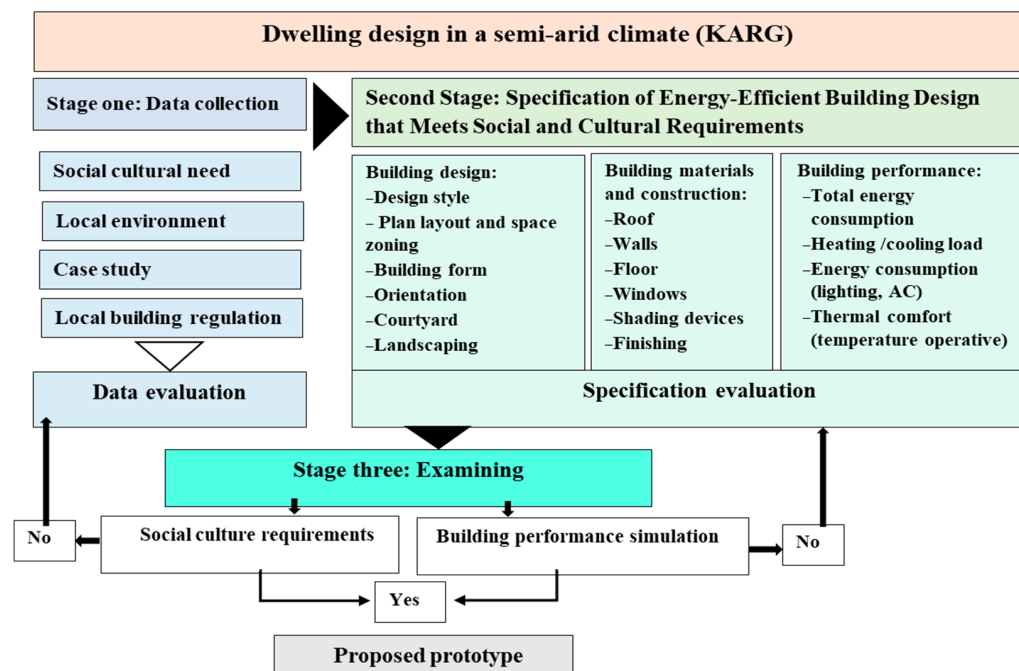 Dwelling design in a semi-arid climate (KARG)
Stage one: Data collection
Second Stage: Specification of Energy-Efficient Building Design
that Meets Social and Cultural Requirements
Social cultural need
Local environment
Case study
Local building regulation
Data evaluation
Building design:
–Design style
– Plan layout and space
zoning
–Building form
–Orientation
–Courtyard
–Landscaping
Building materials
and construction:
–Roof
–Walls
–Floor
–Windows
–Shading devices
–Finishing
Building performance:
–Total energy
consumption
–Heating /cooling load
–Energy consumption
(lighting, AC)
–Thermal comfort
(temperature operative)
Specification evaluation
Stage three: Examining
No
Social culture requirements
Building performance simulation
No
Yes
Proposed prototype